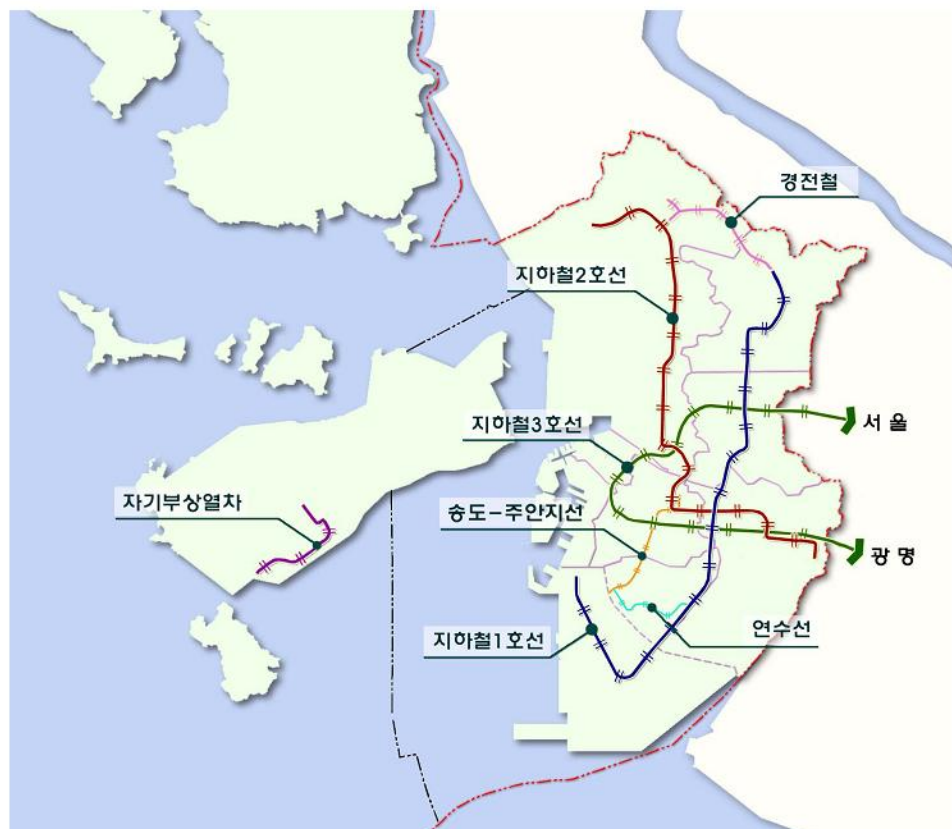 경전철
지하철2호선
지하철3호선
서울
자기부상열차
송도-주안지선
광명
지하철1호선
연수선